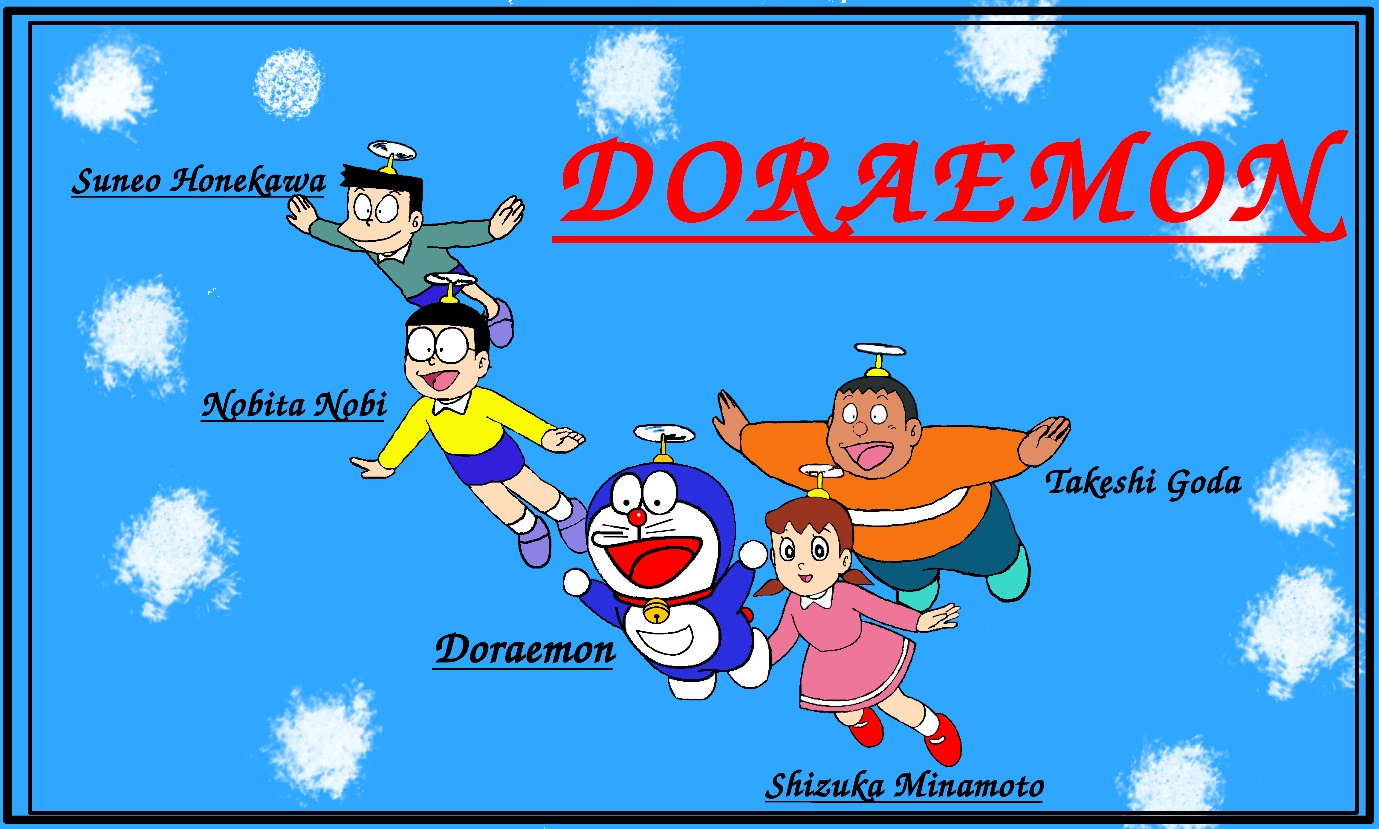 DORAEMON
Suneo Honekawa
Nobita Nobi
Takeshi Goda
Doraemon
Shizuka Minamoto